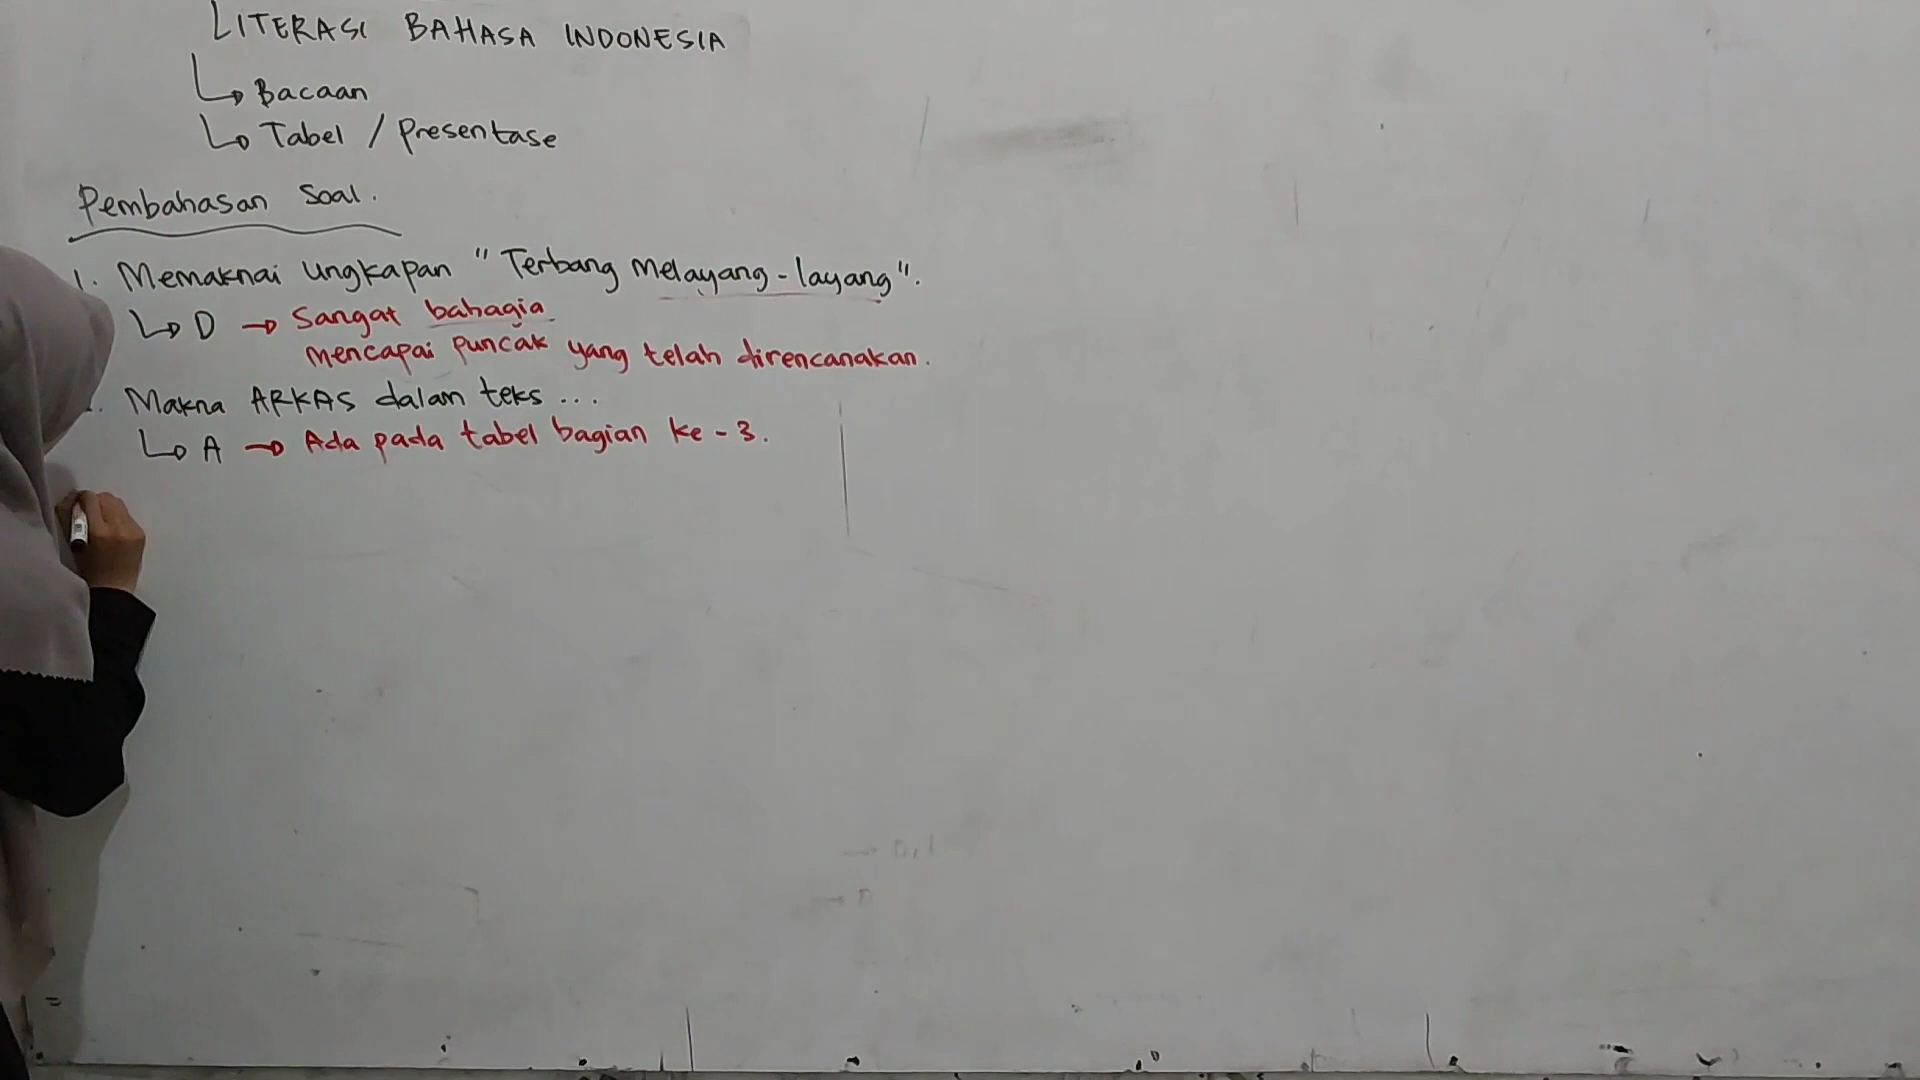 LITERASI BAHASA INDONESIA
↳ Bacaan
↳ Tabel / Presentase
Pembahasan Soal.
1. Memaknai Ungkapan "Terbang Melayang-layang".
↳ D → Sangat bahagia
mencapai puncak yang telah direncanakan.
Makna ARKAS dalam teks ...
↳ A → Ada pada tabel bagian ke-3.